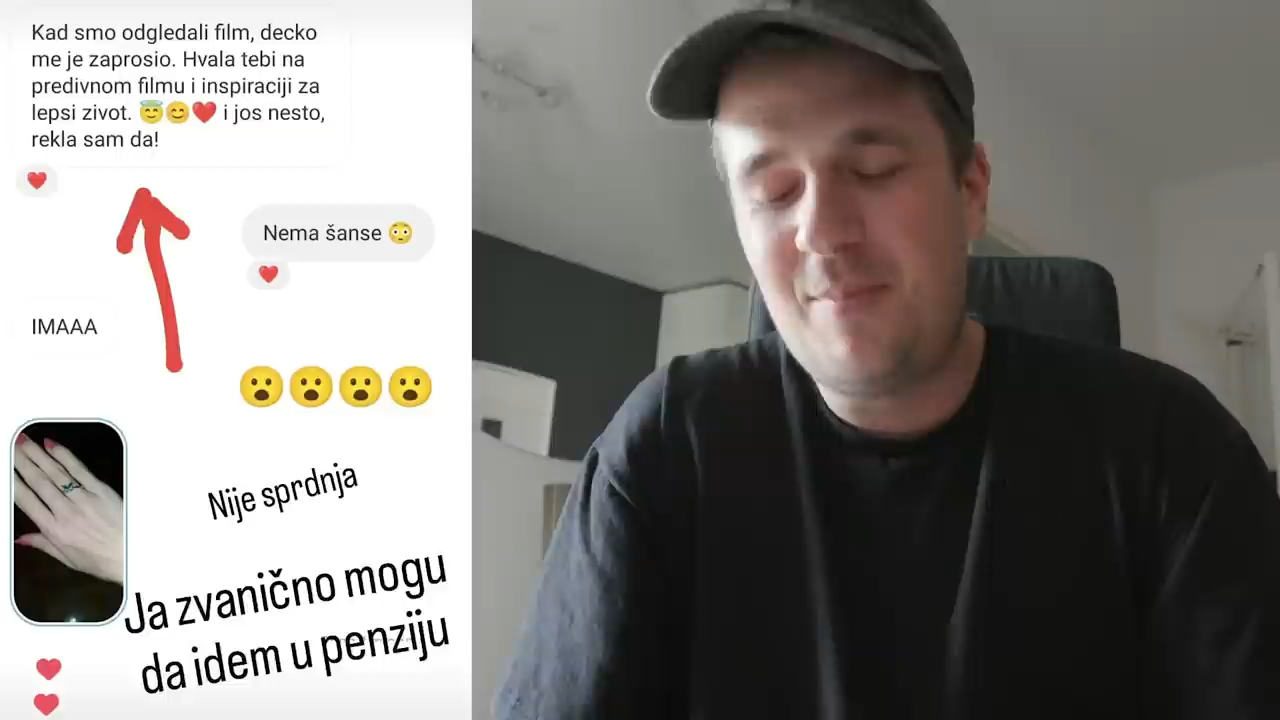 Kad smo odgledali film, decko
me je zaprosio. Hvala tebi na
predivnom filmu i inspiraciji za
lepsi zivot. 😇😊❤️ i jos nesto,
rekla sam da!
Nema šanse 😳
IMAAA
😮😮😮😮
Nije sprdnja
Ja zvanično mogu
da idem u penziju